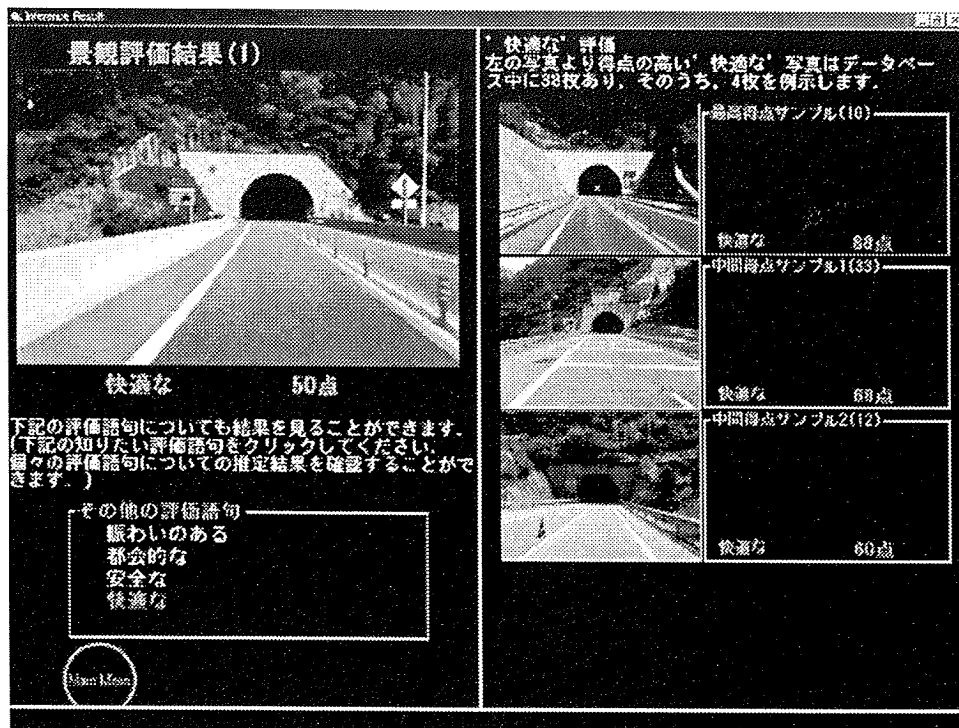 Inference Result
景観評価結果(1)
快適な 50点
下記の評価語句についても結果を見ることができます.
(下記の知りたい評価語句をクリックしてください.
個々の評価語句についての推定結果を確認することがで
きます.)
その他の評価語句
賑わいのある
都会的な
安全な
快適な
Main Menu
'快適な' 評価
左の写真より得点の高い'快適な'写真はデータベー
ス中に38枚あり, そのうち, 4枚を例示します.
最高得点サンプル(10)
快適な 88点
中間得点サンプル1(33)
快適な 68点
中間得点サンプル2(12)
快適な 60点